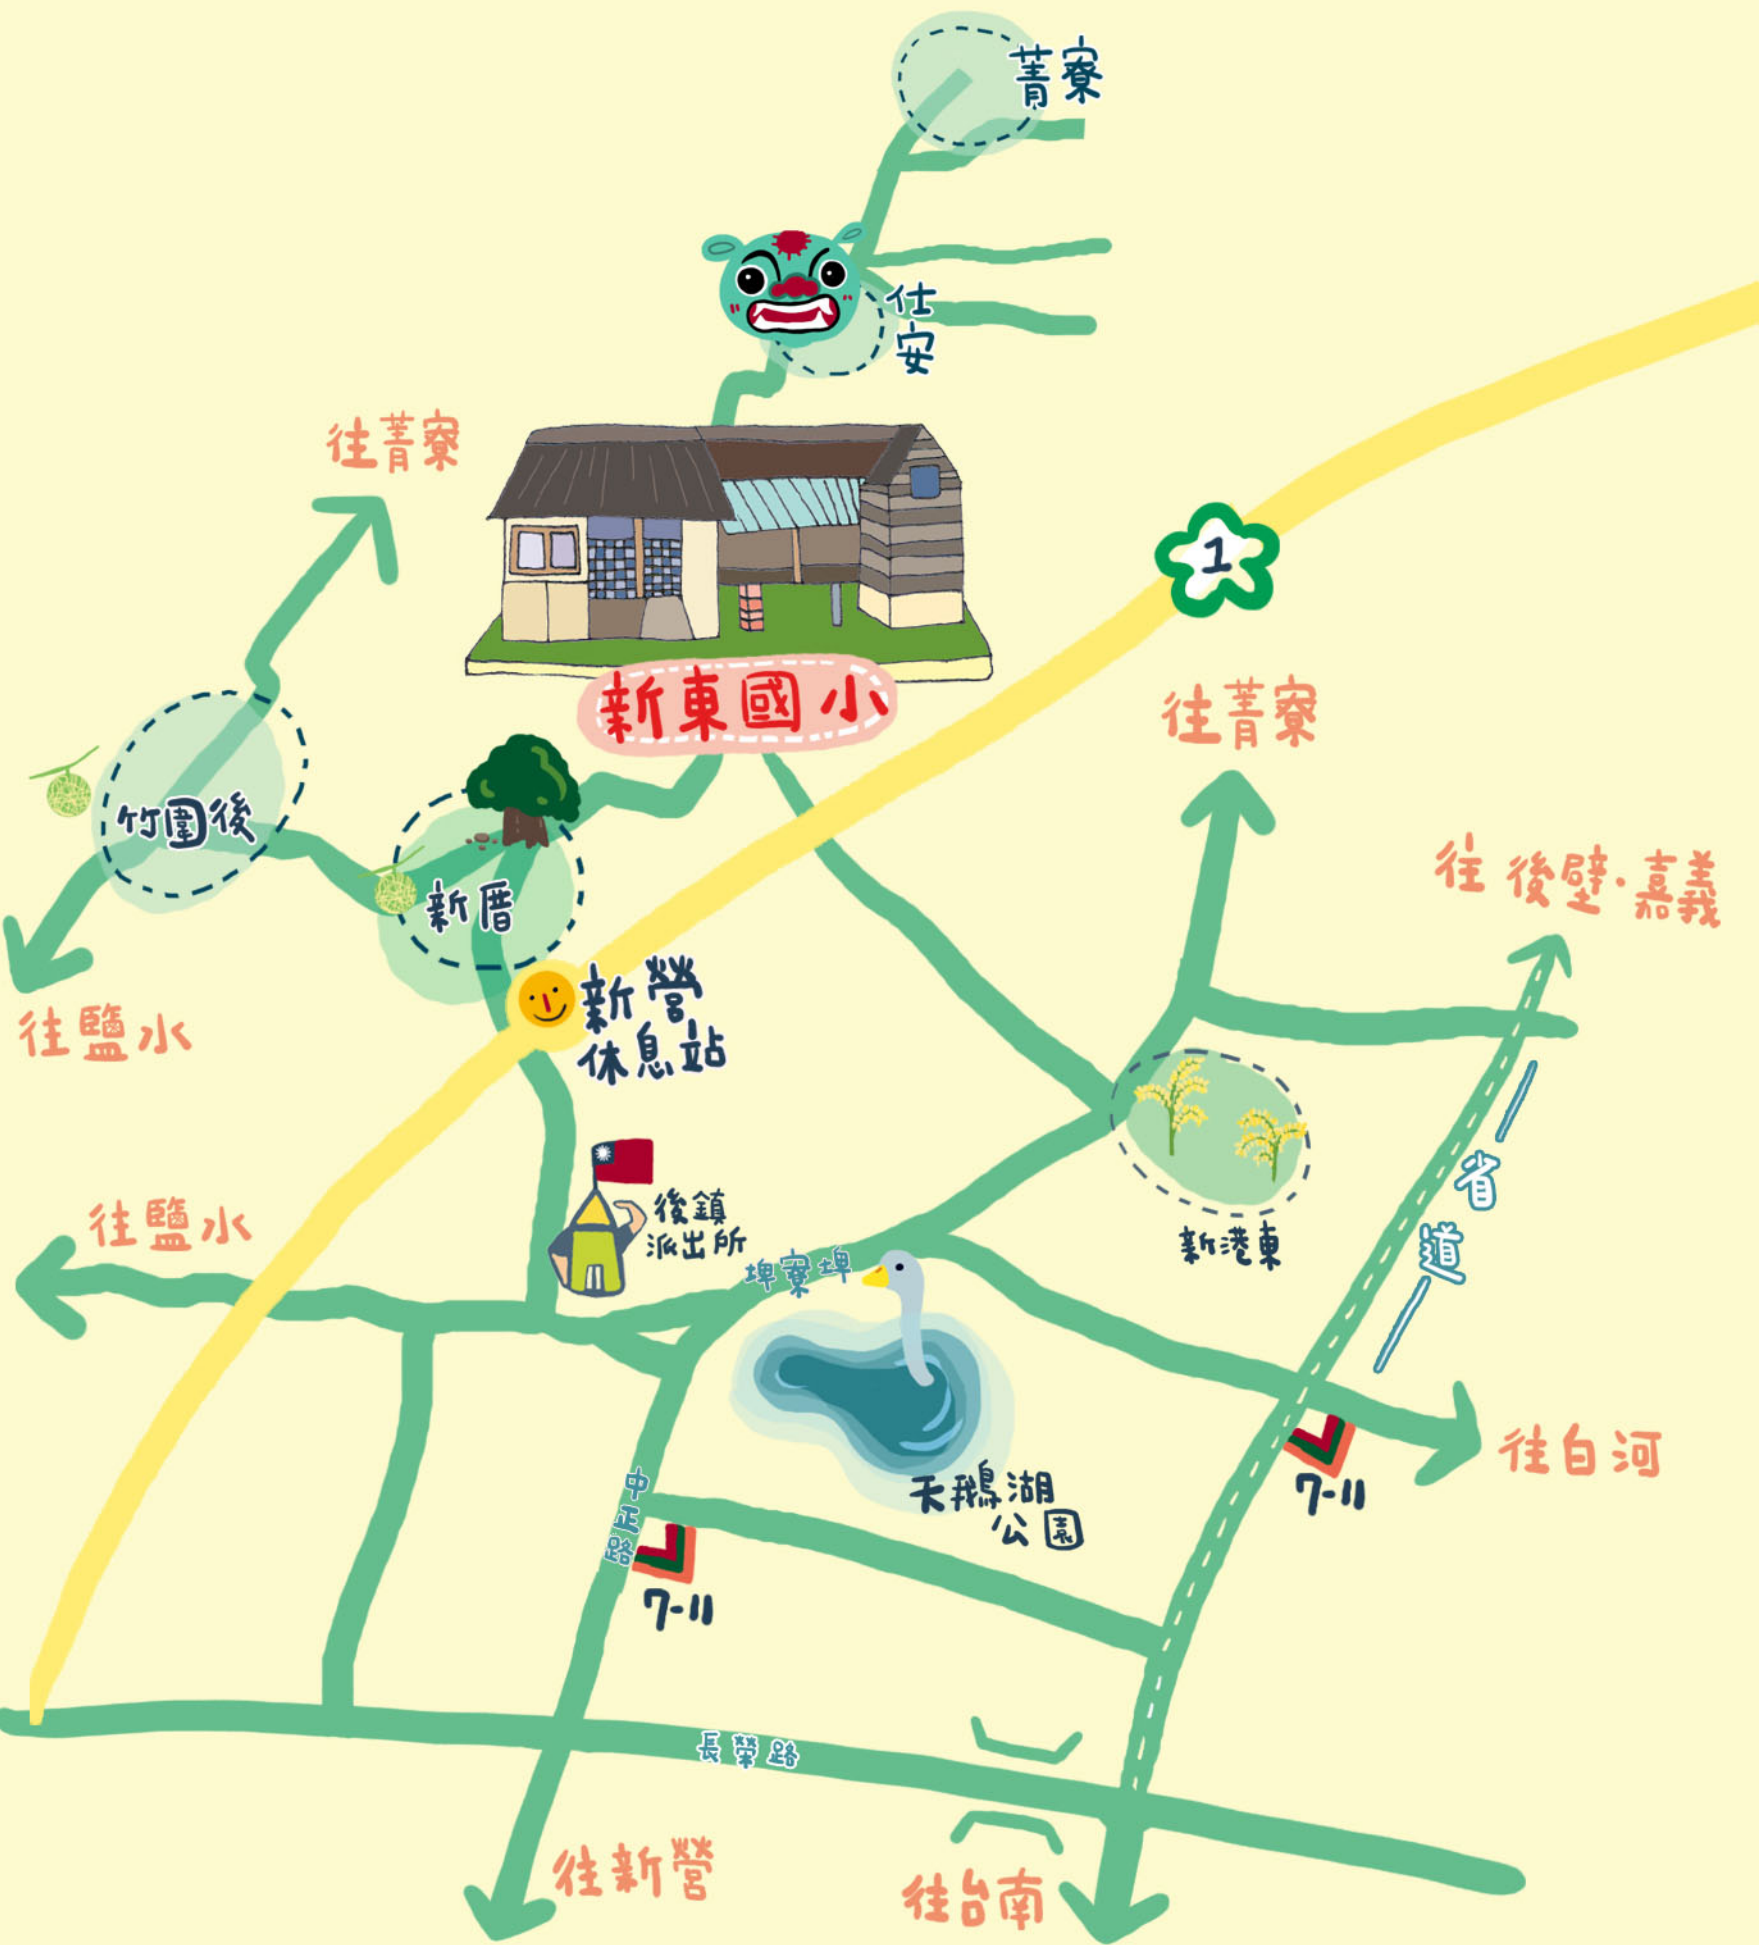 菁寮
仕
安
往菁寮
1
新東國小
往菁寮
竹圍後
新厝
往後壁·嘉義
新營
休息站
往鹽水
後鎮
派出所
省
道
往鹽水
埤寮埤
新港東
往白河
天鵝湖
公園
7-11
中
正
路
7-11
長榮路
往新營
往台南